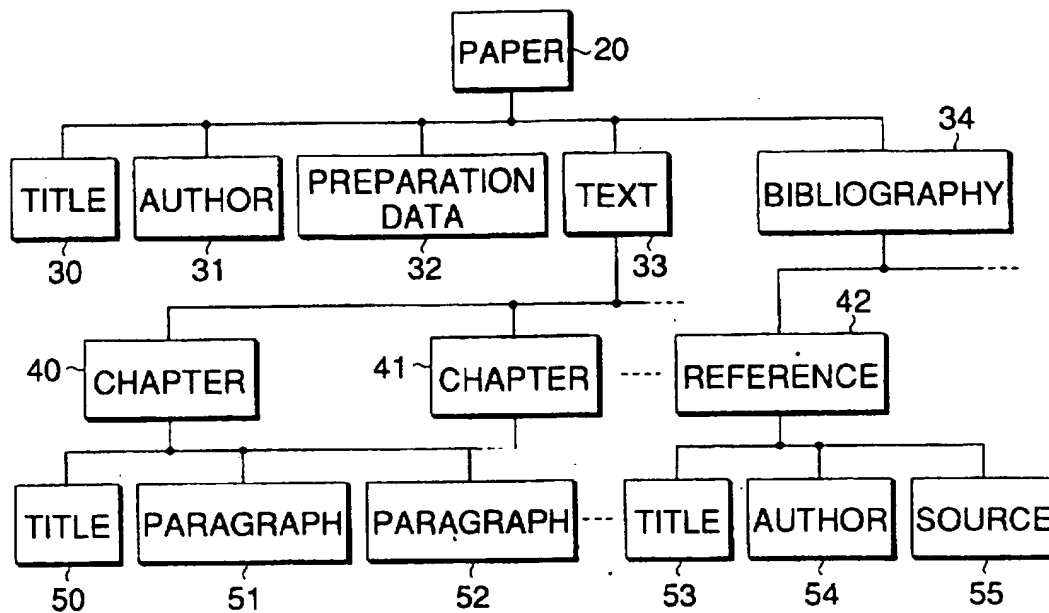 PAPER
20
34
TITLE
AUTHOR
PREPARATION
DATA
TEXT
BIBLIOGRAPHY
30
31
32
33
42
40
CHAPTER
41
CHAPTER
REFERENCE
TITLE
PARAGRAPH
PARAGRAPH
TITLE
AUTHOR
SOURCE
50
51
52
53
54
55